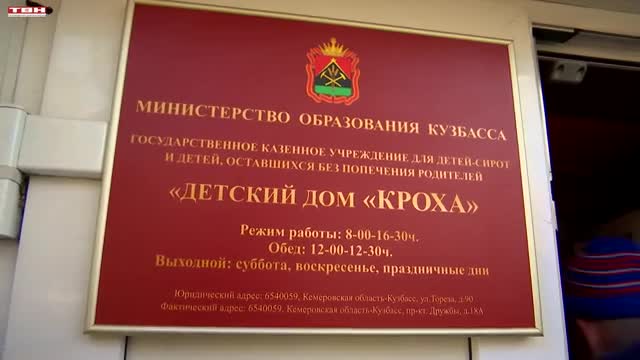 ТВН
МИНИСТЕРСТВО ОБРАЗОВАНИЯ КУЗБАССА
ГОСУДАРСТВЕННОЕ КАЗЕННОЕ УЧРЕЖДЕНИЕ ДЛЯ ДЕТЕЙ-СИРОТ
И ДЕТЕЙ, ОСТАВШИХСЯ БЕЗ ПОПЕЧЕНИЯ РОДИТЕЛЕЙ
«ДЕТСКИЙ ДОМ «КРОХА»
Режим работы: 8-00-16-30ч.
Обед: 12-00-12-30ч.
Выходной: суббота, воскресенье, праздничные дни
Юридический адрес: 6540059, Кемеровская область-Кузбасс, ул.Тореза, д.90
Фактический адрес: 6540059, Кемеровская область-Кузбасс, пр-кт. Дружбы, д.18А